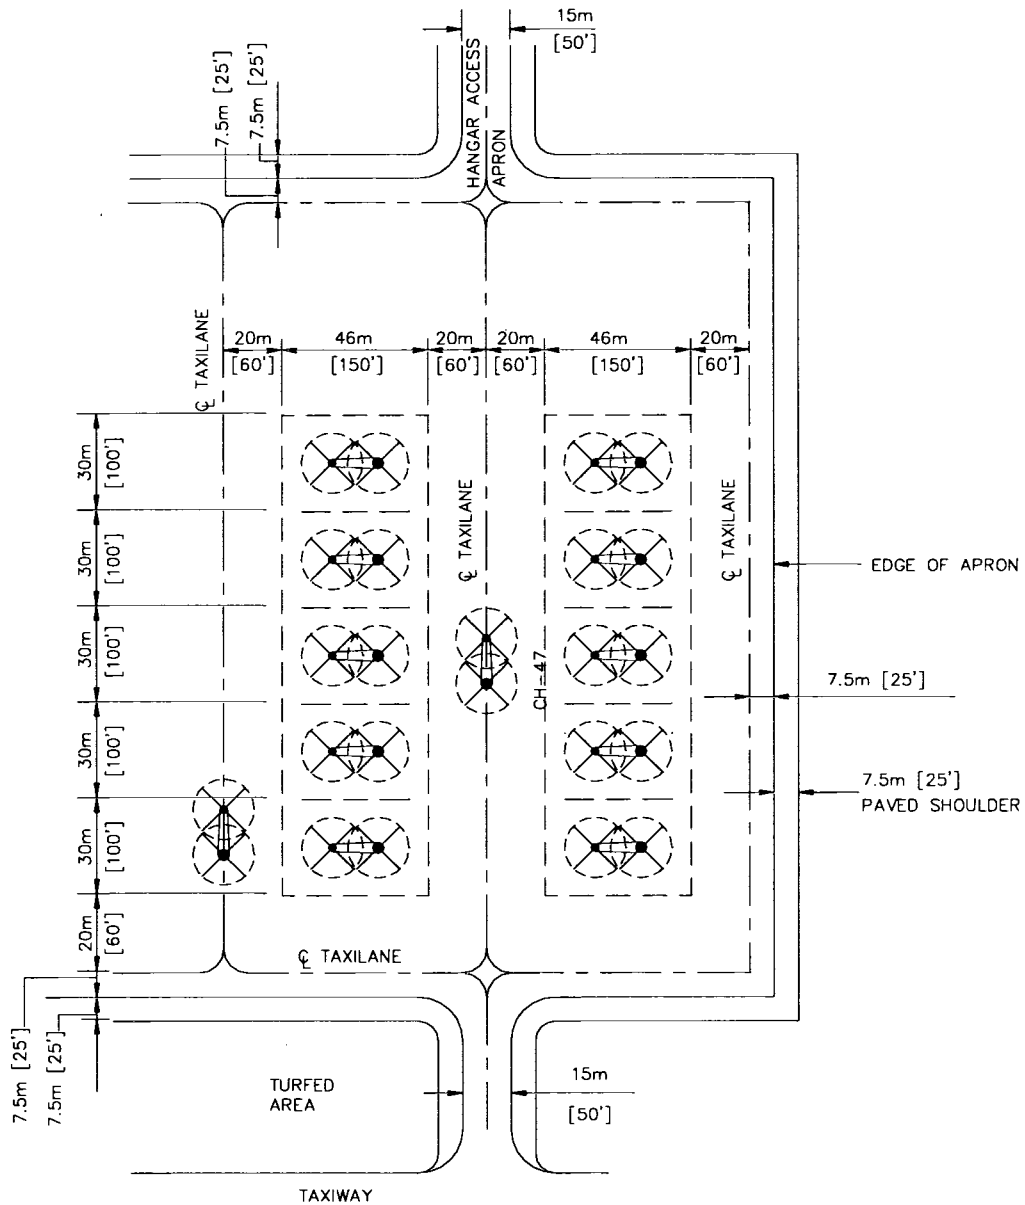 15m
[50']
7.5m [25']
7.5m [25']
HANGAR ACCESS
APRON
℄ TAXILANE
20m
[60']
46m
[150']
20m
[60']
20m
[60']
46m
[150']
20m
[60']
30m
[100']
30m
[100']
30m
[100']
30m
[100']
30m
[100']
20m
[60']
℄ TAXILANE
℄ TAXILANE
CH-47
EDGE OF APRON
7.5m [25']
7.5m [25']
PAVED SHOULDER
℄ TAXILANE
7.5m [25']
7.5m [25']
TURFED
AREA
15m
[50']
TAXIWAY